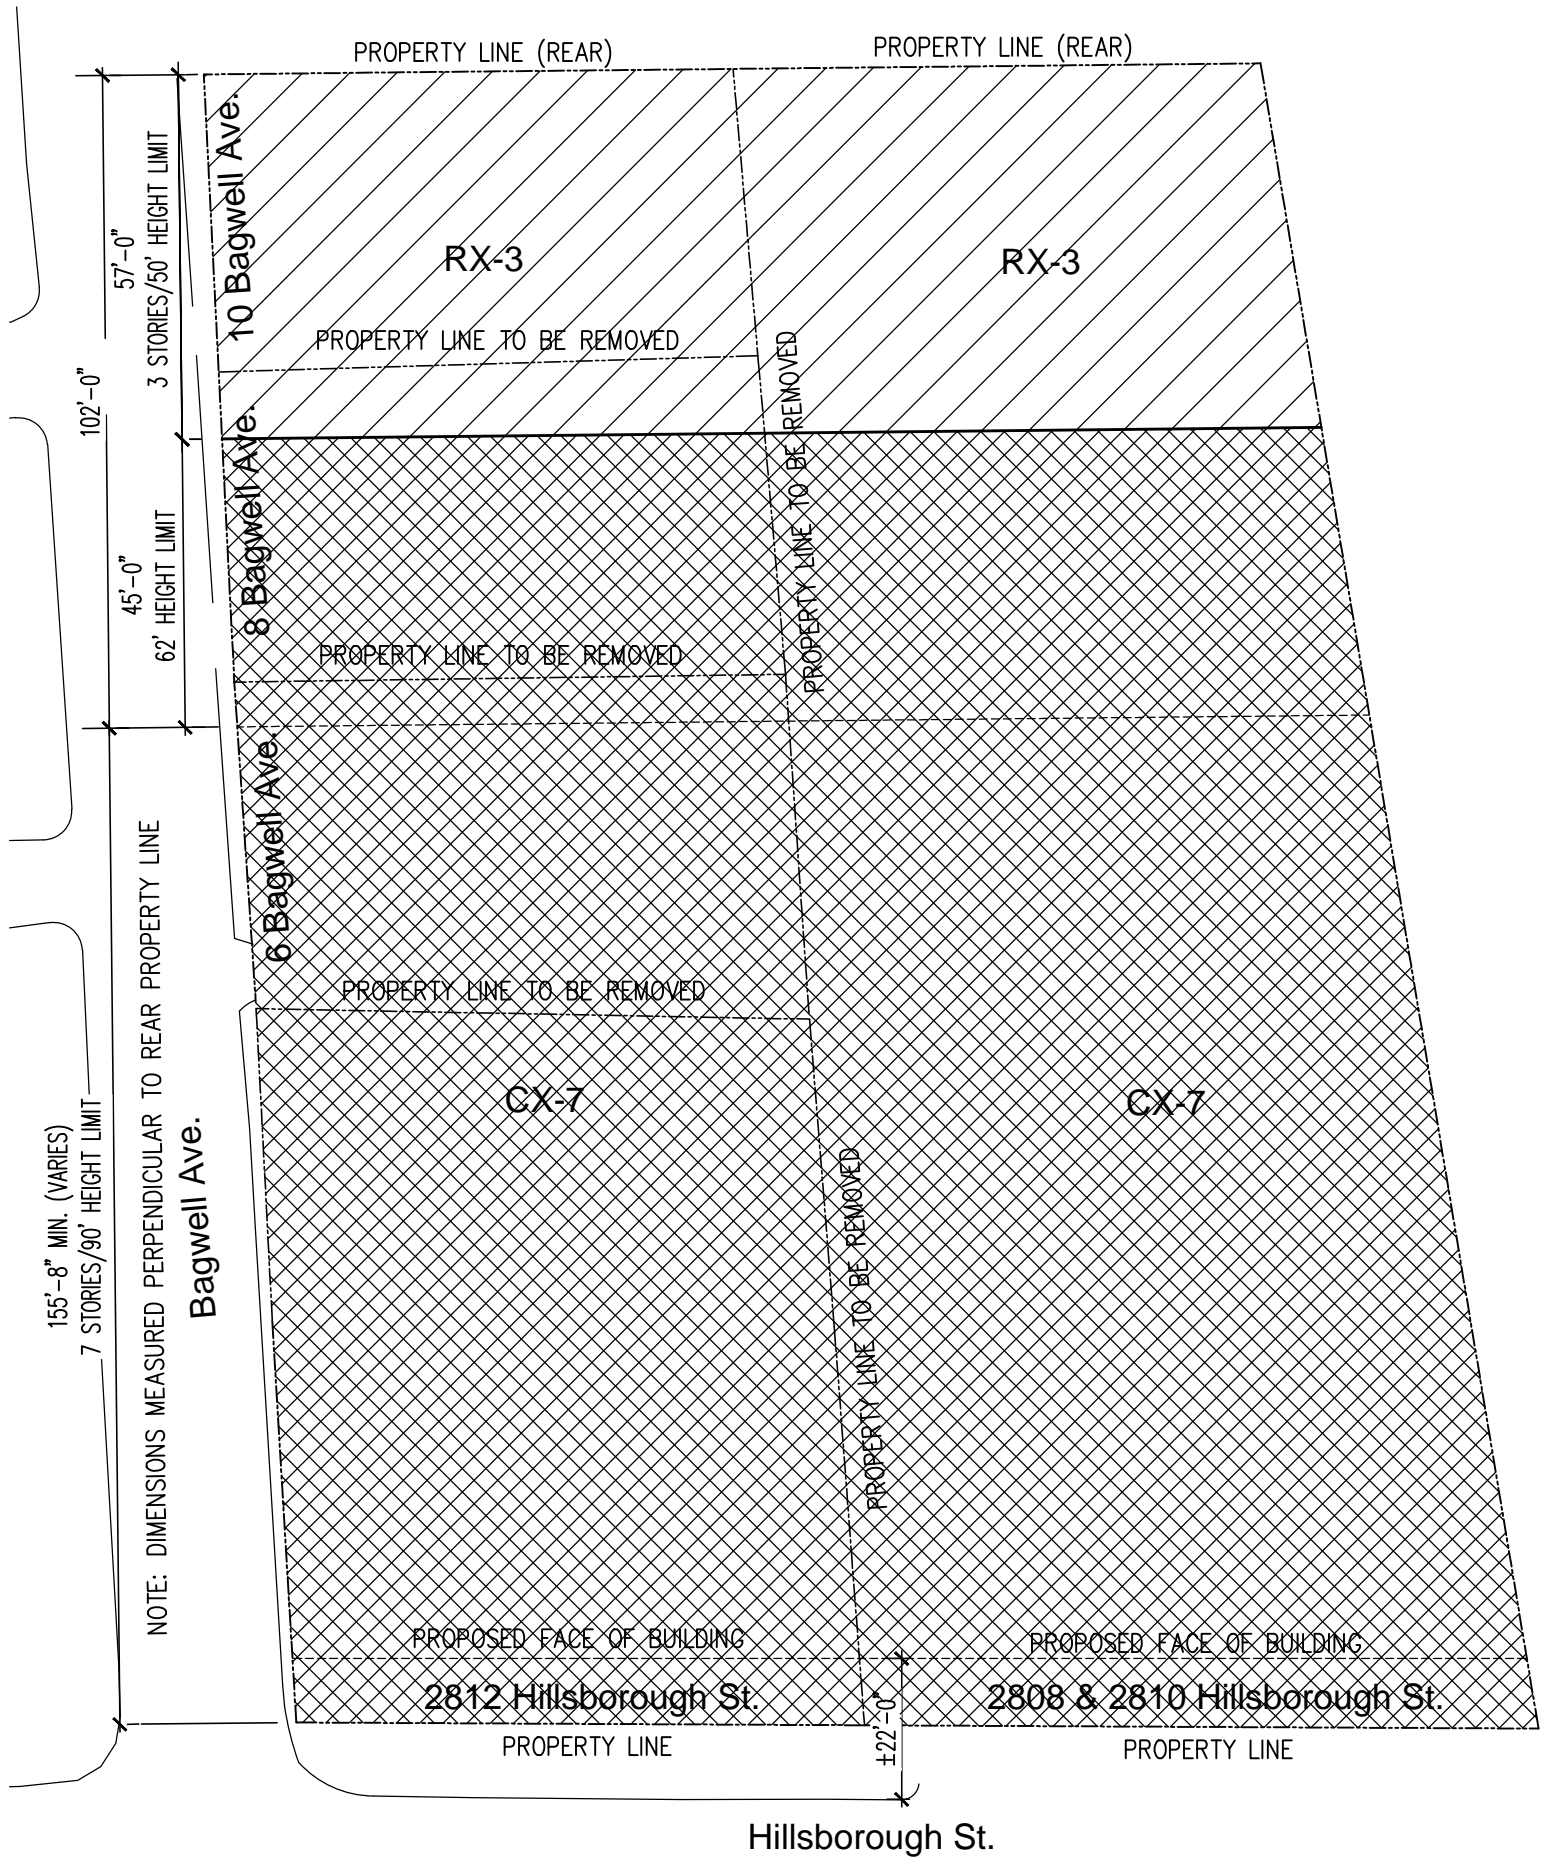 PROPERTY LINE (REAR)
PROPERTY LINE (REAR)
10 Bagwell Ave.
57'-0"
3 STORIES/50' HEIGHT LIMIT
102'-0"
RX-3
RX-3
PROPERTY LINE TO BE REMOVED
PROPERTY LINE TO BE REMOVED
8 Bagwell Ave.
45'-0"
62' HEIGHT LIMIT
PROPERTY LINE TO BE REMOVED
6 Bagwell Ave.
NOTE: DIMENSIONS MEASURED PERPENDICULAR TO REAR PROPERTY LINE
PROPERTY LINE TO BE REMOVED
CX-7
CX-7
155'-8" MIN. (VARIES)
7 STORIES/90' HEIGHT LIMIT
Bagwell Ave.
PROPERTY LINE TO BE REMOVED
PROPOSED FACE OF BUILDING
PROPOSED FACE OF BUILDING
2812 Hillsborough St.
2808 & 2810 Hillsborough St.
±22'-0"
PROPERTY LINE
PROPERTY LINE
Hillsborough St.